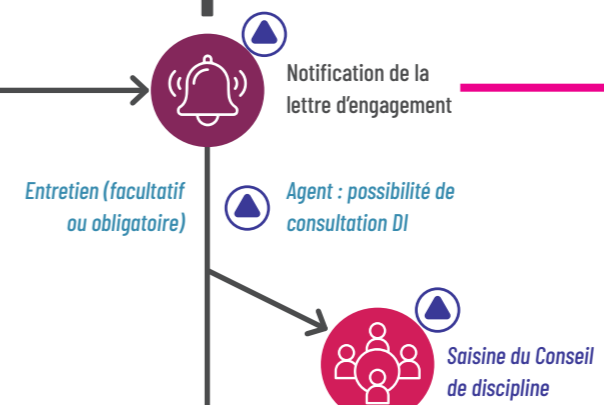 Notification de la
lettre d'engagement
Entretien (facultatif
ou obligatoire)
Agent : possibilité de
consultation DI
Saisine du Conseil
de discipline